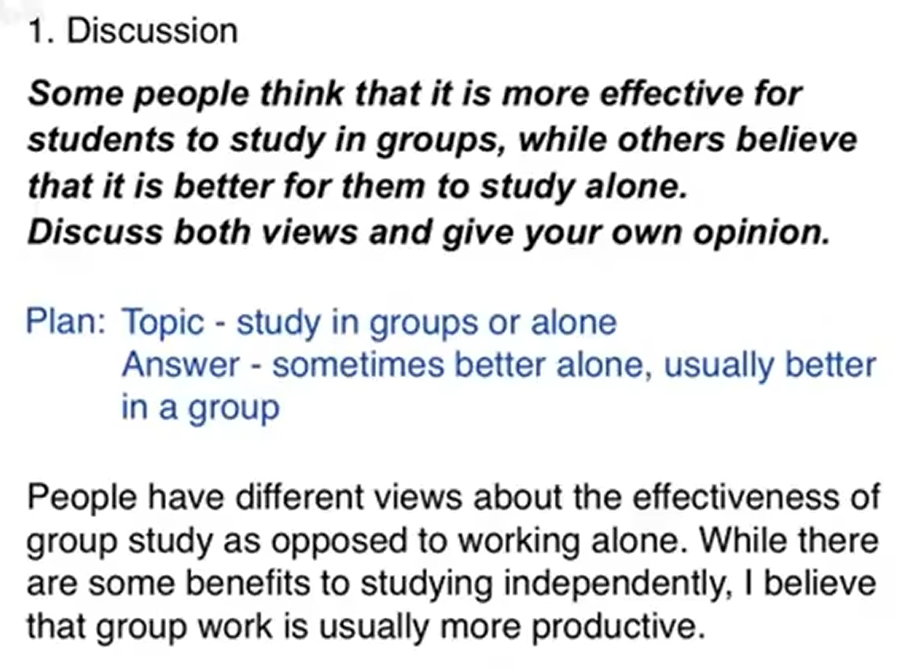 1. Discussion
Some people think that it is more effective for
students to study in groups, while others believe
that it is better for them to study alone.
Discuss both views and give your own opinion.
Plan: Topic - study in groups or alone
Answer - sometimes better alone, usually better
in a group
People have different views about the effectiveness of
group study as opposed to working alone. While there
are some benefits to studying independently, I believe
that group work is usually more productive.